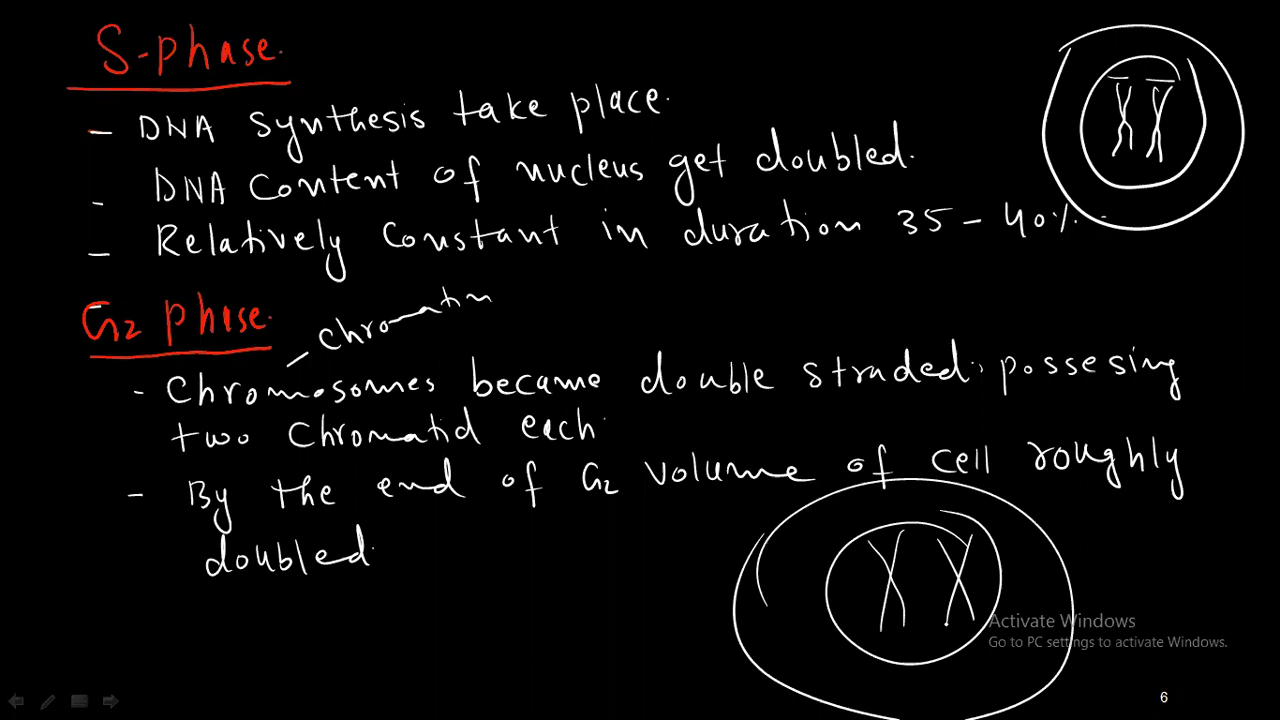 S-phase.
- DNA synthesis take place.
- DNA content of nucleus get doubled.
- Relatively constant in duration 35-40%.
G2 phase.
chromatin
- Chromosomes became double straded, possesing
two chromatid each.
- By the end of G2 volume of cell roughly
doubled.
Activate Windows
Go to PC settings to activate Windows.
6